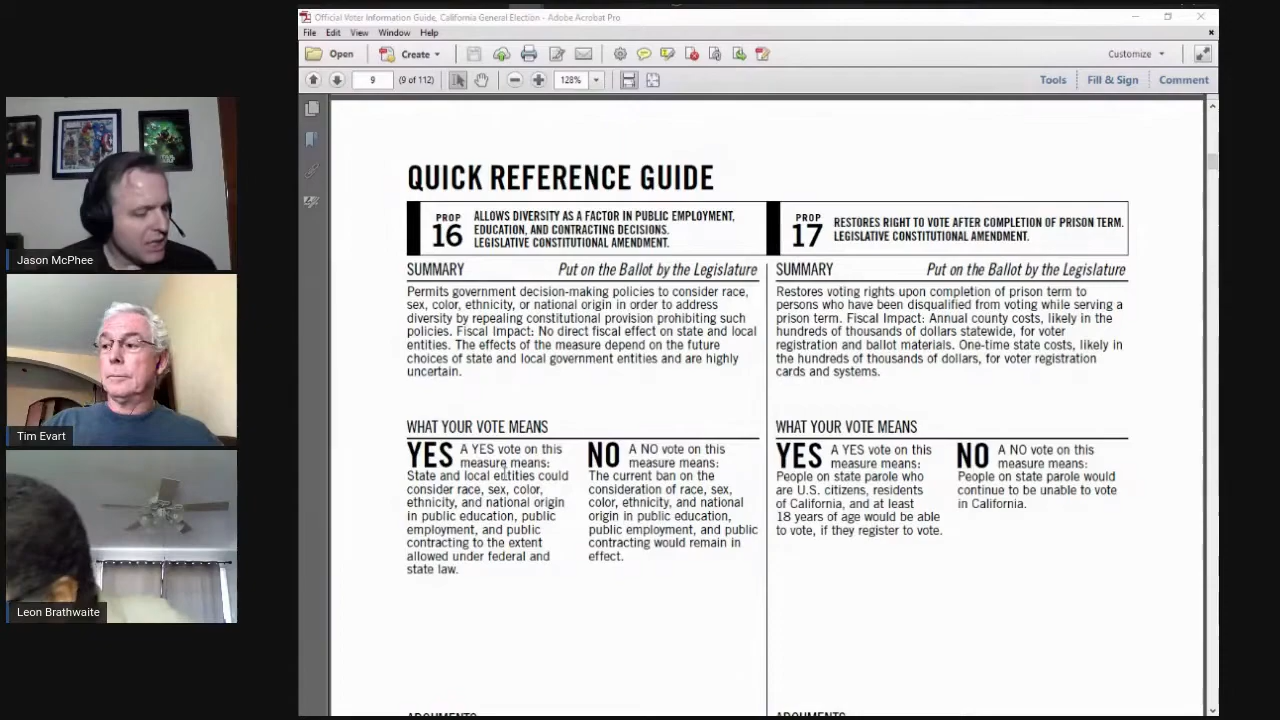 Official Voter Information Guide, California General Election - Adobe Acrobat Pro
File Edit View Window Help
Open Create Customize
9 (9 of 112) 128% Tools Fill & Sign Comment
Jason McPhee
Tim Evart
Leon Brathwaite
QUICK REFERENCE GUIDE
PROP 16
ALLOWS DIVERSITY AS A FACTOR IN PUBLIC EMPLOYMENT,
EDUCATION, AND CONTRACTING DECISIONS.
LEGISLATIVE CONSTITUTIONAL AMENDMENT.
SUMMARY Put on the Ballot by the Legislature
Permits government decision-making policies to consider race,
sex, color, ethnicity, or national origin in order to address
diversity by repealing constitutional provision prohibiting such
policies. Fiscal Impact: No direct fiscal effect on state and local
entities. The effects of the measure depend on the future
choices of state and local government entities and are highly
uncertain.
WHAT YOUR VOTE MEANS
YES A YES vote on this
measure means:
State and local entities could
consider race, sex, color,
ethnicity, and national origin
in public education, public
employment, and public
contracting to the extent
allowed under federal and
state law.
NO A NO vote on this
measure means:
The current ban on the
consideration of race, sex,
color, ethnicity, and national
origin in public education,
public employment, and public
contracting would remain in
effect.
PROP 17
RESTORES RIGHT TO VOTE AFTER COMPLETION OF PRISON TERM.
LEGISLATIVE CONSTITUTIONAL AMENDMENT.
SUMMARY Put on the Ballot by the Legislature
Restores voting rights upon completion of prison term to
persons who have been disqualified from voting while serving a
prison term. Fiscal Impact: Annual county costs, likely in the
hundreds of thousands of dollars statewide, for voter
registration and ballot materials. One-time state costs, likely in
the hundreds of thousands of dollars, for voter registration
cards and systems.
WHAT YOUR VOTE MEANS
YES A YES vote on this
measure means:
People on state parole who
are U.S. citizens, residents
of California, and at least
18 years of age would be able
to vote, if they register to vote.
NO A NO vote on this
measure means:
People on state parole would
continue to be unable to vote
in California.